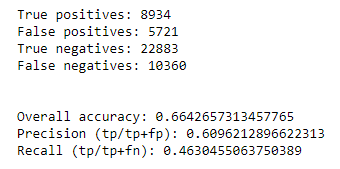 True positives: 8934
False positives: 5721
True negatives: 22883
False negatives: 10360
Overall accuracy: 0.6642657313457765
Precision (tp/tp+fp): 0.6096212896622313
Recall (tp/tp+fn): 0.4630455063750389